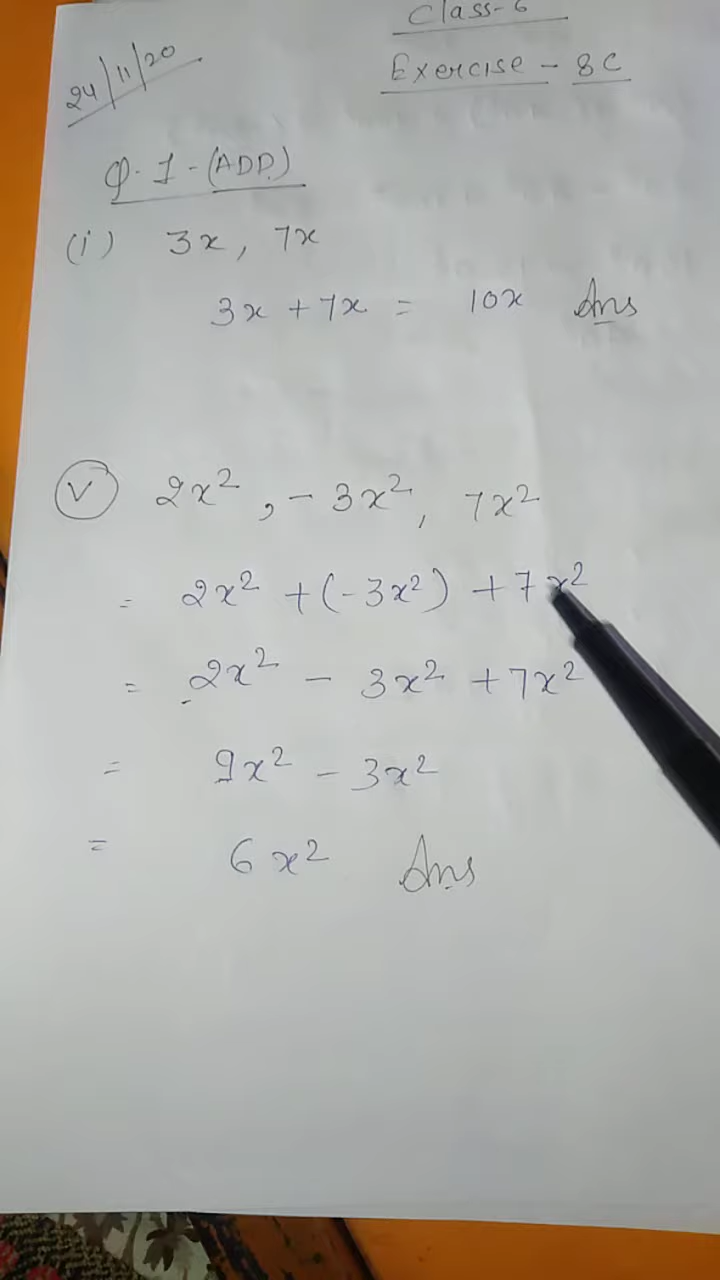 Class-6
24/11/20
Exercise - 8C
Q.1-(ADD)
(i) 3x, 7x
3x + 7x = 10x Ans
(v) 2x², -3x², 7x²
= 2x² + (-3x²) + 7x²
= 2x² - 3x² + 7x²
= 9x² - 3x²
= 6x² Ans